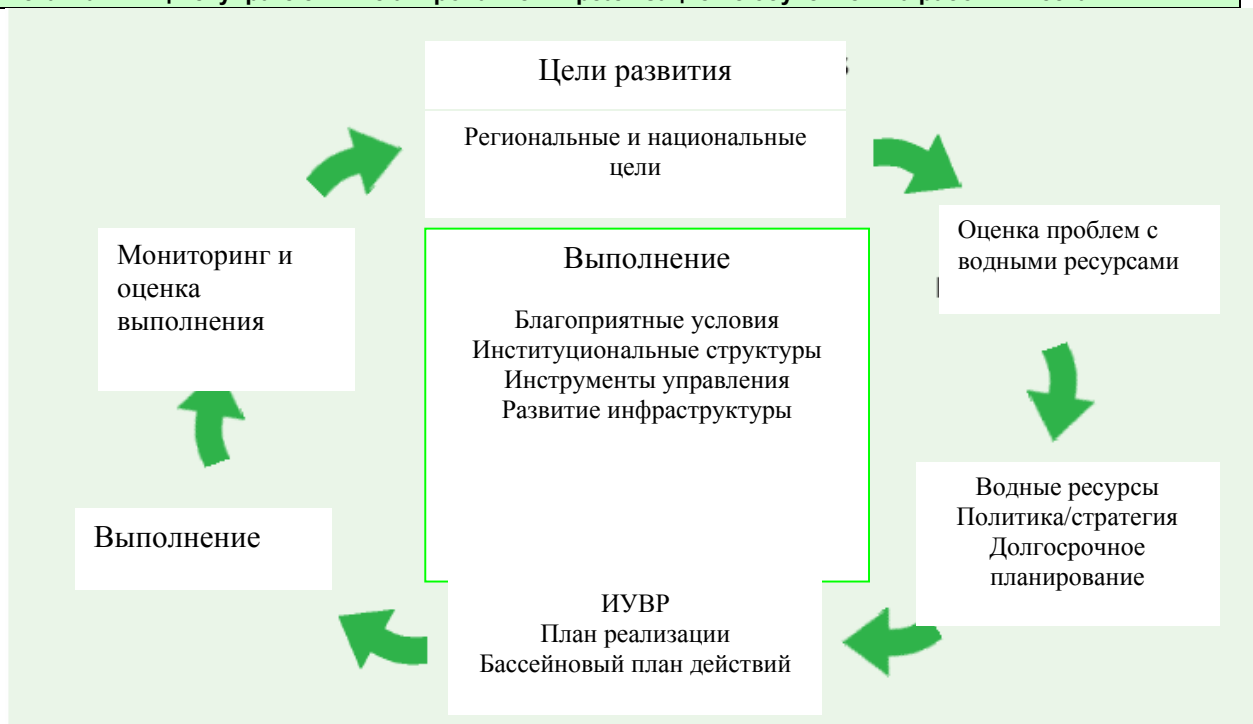 Цели развития
Региональные и национальные
цели
Оценка проблем с
водными ресурсами
Мониторинг и
оценка
выполнения
Выполнение
Благоприятные условия
Институциональные структуры
Инструменты управления
Развитие инфраструктуры
Водные ресурсы
Политика/стратегия
Долгосрочное
планирование
Выполнение
ИУВР
План реализации
Бассейновый план действий